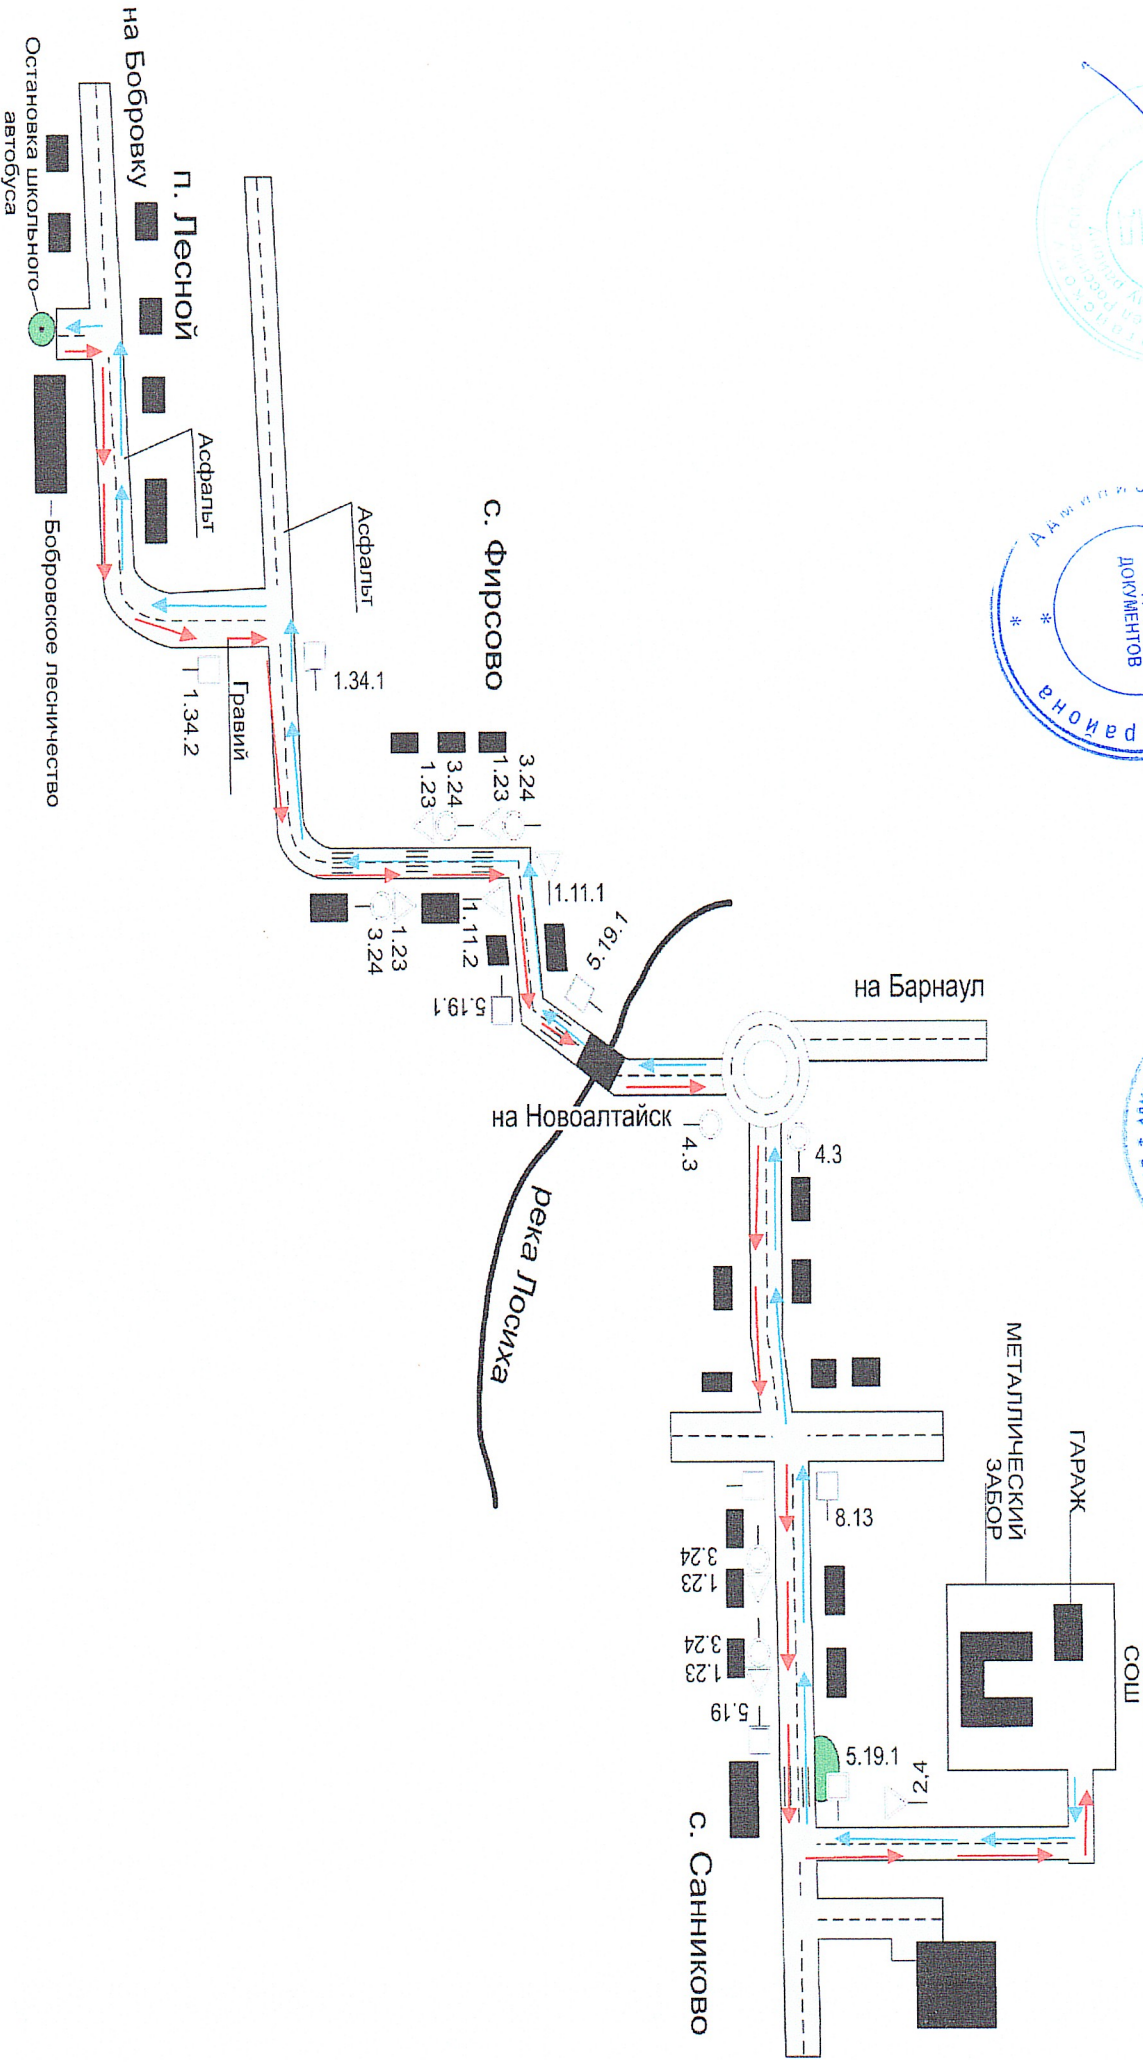 на Бобровку
Остановка школьного
автобуса
п. Лесной
Асфальт
Асфальт
Бобровское лесничество
Гравий
1.34.1
1.34.2
с. Фирсово
3.24
1.23
3.24
1.23
1.23
3.24
1.11.2
1.11.1
5.19.1
5.19.1
на Барнаул
на Новоалтайск
4.3
4.3
река Лосиха
8.13
3.24
1.23
3.24
1.23
5.19
5.19.1
2,4
с. Санниково
МЕТАЛЛИЧЕСКИЙ
ЗАБОР
ГАРАЖ
СОШ
ДОКУМЕНТОВ
района